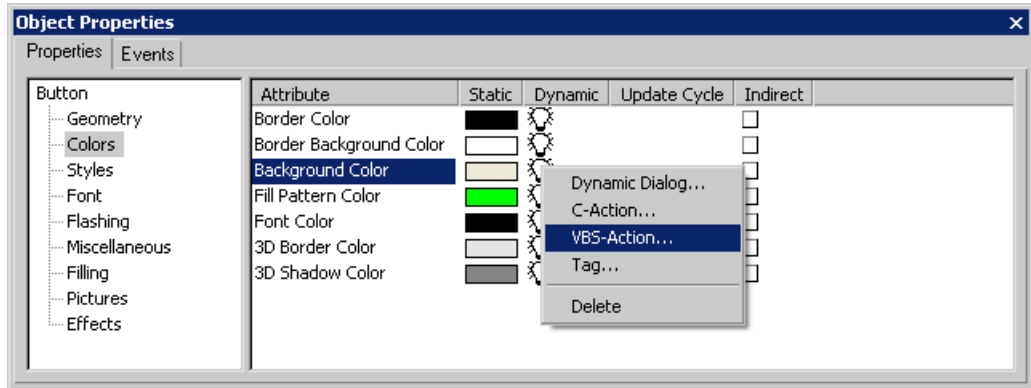 Object Properties
Properties Events
Button
Geometry
Colors
Styles
Font
Flashing
Miscellaneous
Filling
Pictures
Effects
Attribute Static Dynamic Update Cycle Indirect
Border Color
Border Background Color
Background Color
Fill Pattern Color
Font Color
3D Border Color
3D Shadow Color
Dynamic Dialog...
C-Action...
VBS-Action...
Tag...
Delete